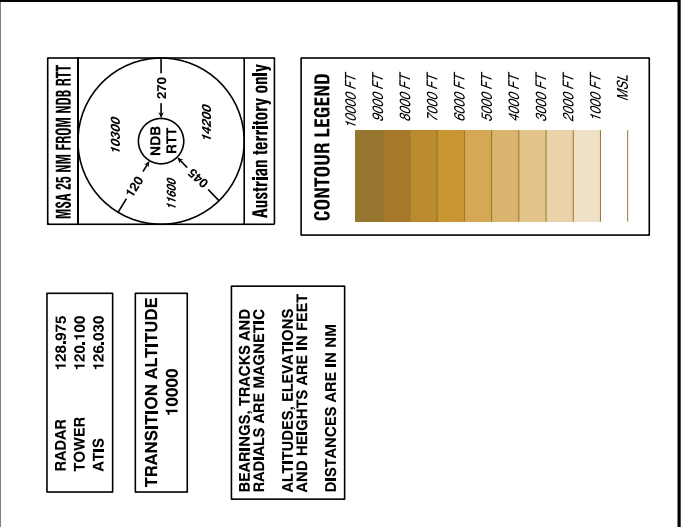 RADAR 128.975
TOWER 120.100
ATIS 126.030
TRANSITION ALTITUDE
10000
BEARINGS, TRACKS AND
RADIALS ARE MAGNETIC
ALTITUDES, ELEVATIONS
AND HEIGHTS ARE IN FEET
DISTANCES ARE IN NM
MSA 25 NM FROM NDB RTT
10300
120
270
NDB
RTT
11600
045
14200
Austrian territory only
CONTOUR LEGEND
10000 FT
9000 FT
8000 FT
7000 FT
6000 FT
5000 FT
4000 FT
3000 FT
2000 FT
1000 FT
MSL